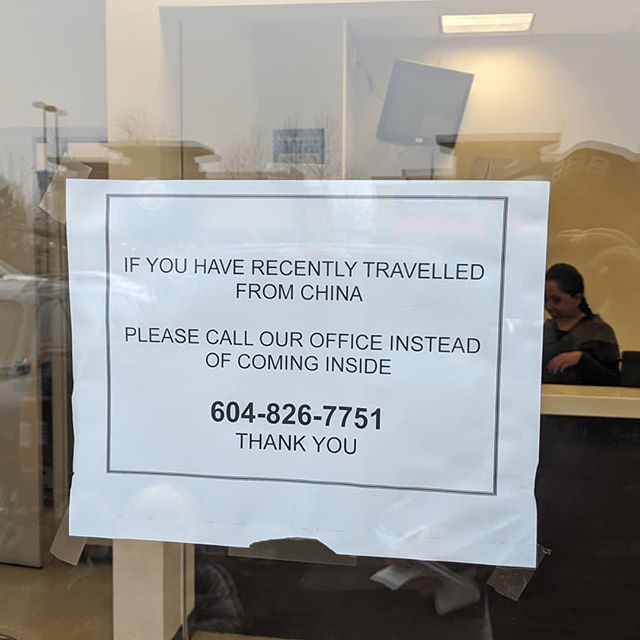 IF YOU HAVE RECENTLY TRAVELLED
FROM CHINA
PLEASE CALL OUR OFFICE INSTEAD
OF COMING INSIDE
604-826-7751
THANK YOU